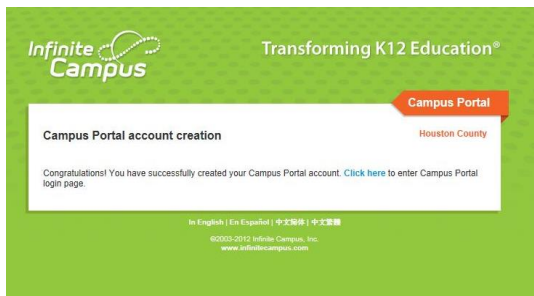 Infinite
Campus
Transforming K12 Education®
Campus Portal
Campus Portal account creation
Houston County
Congratulations! You have successfully created your Campus Portal account. Click here to enter Campus Portal
login page.
In English | En Español | 中文简体 | 中文繁體
©2003-2012 Infinite Campus, Inc.
www.infinitecampus.com